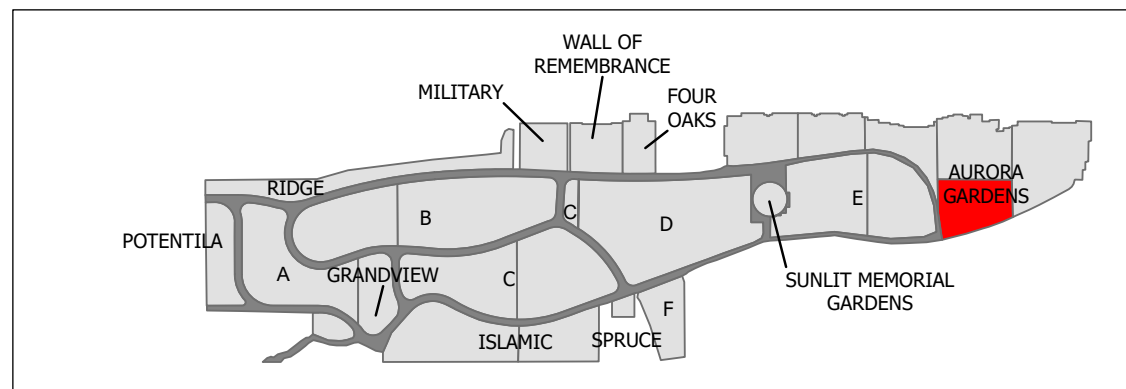 WALL OF
REMEMBRANCE
MILITARY
FOUR
OAKS
AURORA
GARDENS
RIDGE
B
C
D
E
POTENTILA
A
GRANDVIEW
C
SUNLIT MEMORIAL
GARDENS
F
ISLAMIC
SPRUCE